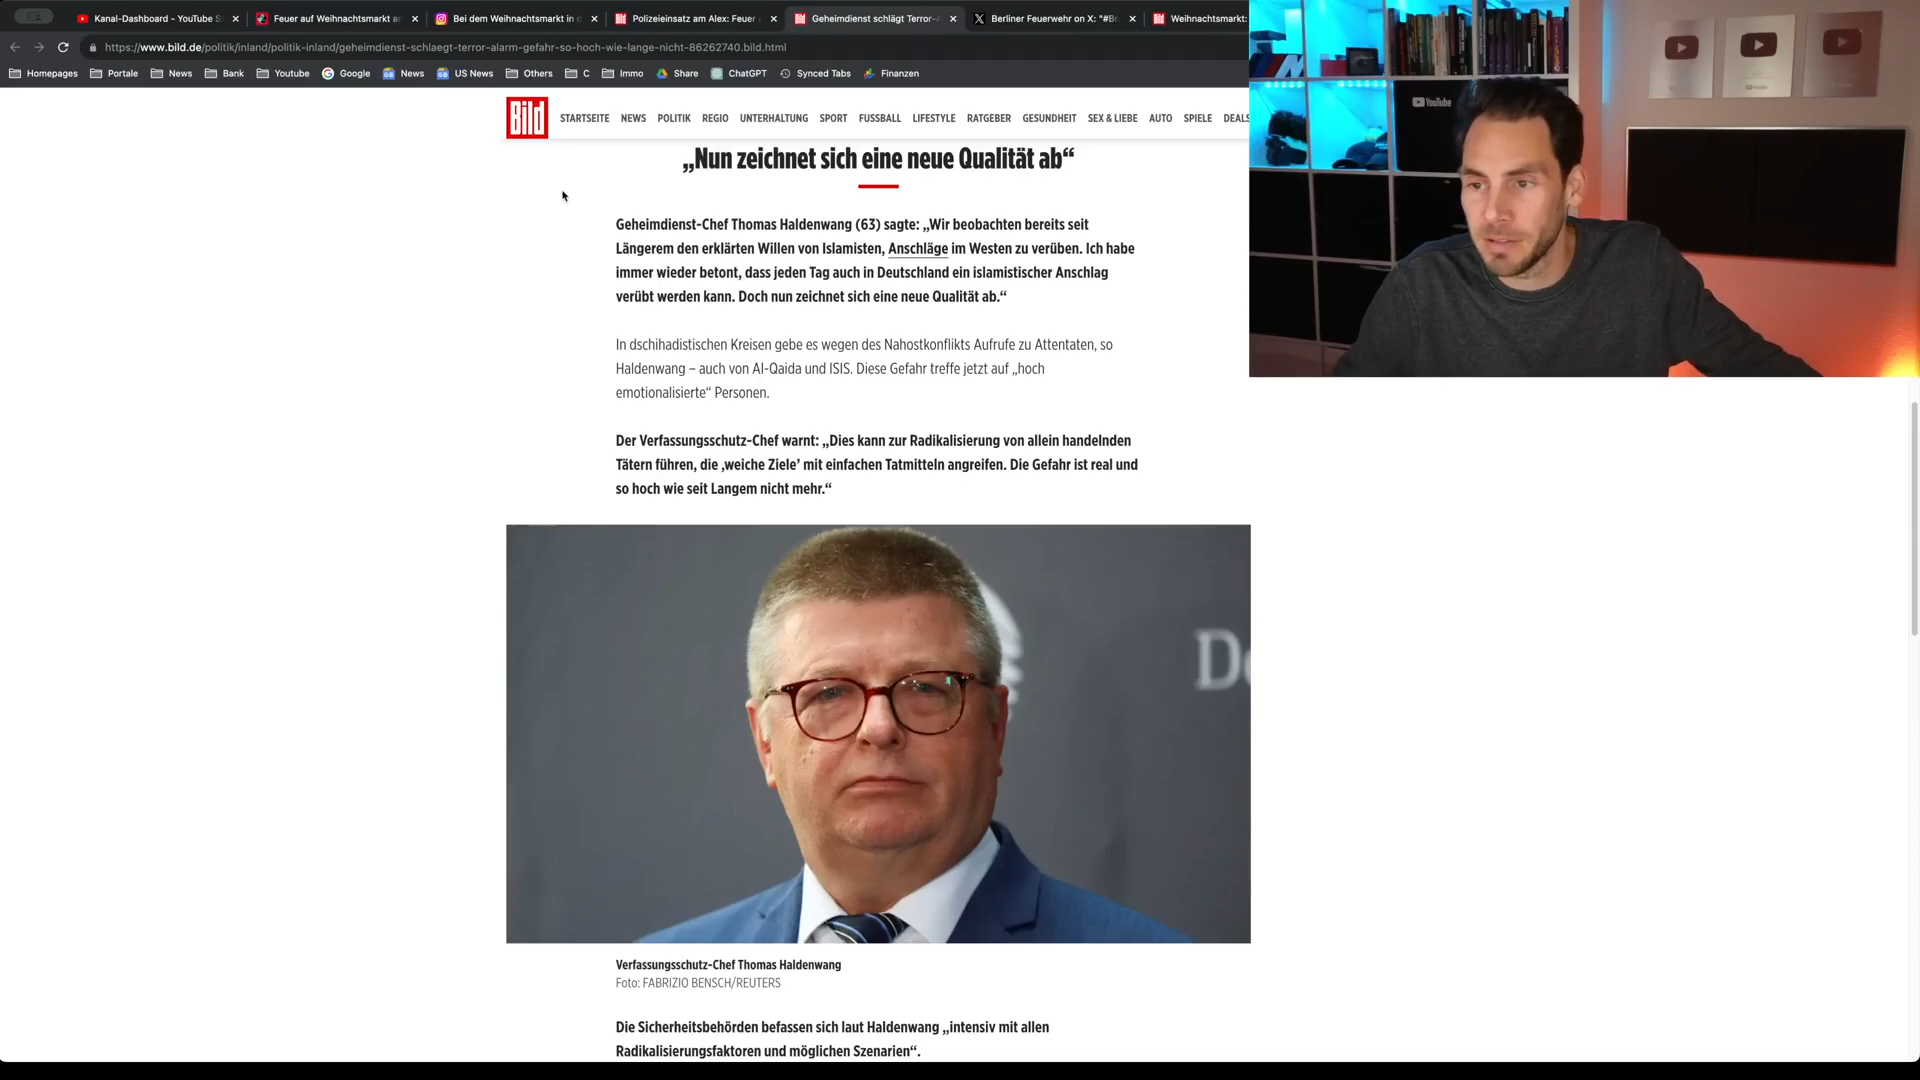 Kanal-Dashboard - YouTube S
Feuer auf Weihnachtsmarkt a
Bei dem Weihnachtsmarkt in d
Polizeieinsatz am Alex: Feuer
Geheimdienst schlägt Terror-A
Berliner Feuerwehr on X: "#Br
Weihnachtsmarkt:
https://www.bild.de/politik/inland/politik-inland/geheimdienst-schlaegt-terror-alarm-gefahr-so-hoch-wie-lange-nicht-86262740.bild.html
Homepages Portale News Bank Youtube Google News US News Others C Immo Share ChatGPT Synced Tabs Finanzen
YouTube
Bild STARTSEITE NEWS POLITIK REGIO UNTERHALTUNG SPORT FUSSBALL LIFESTYLE RATGEBER GESUNDHEIT SEX & LIEBE AUTO SPIELE DEALS
„Nun zeichnet sich eine neue Qualität ab“
Geheimdienst-Chef Thomas Haldenwang (63) sagte: „Wir beobachten bereits seit
Längerem den erklärten Willen von Islamisten, Anschläge im Westen zu verüben. Ich habe
immer wieder betont, dass jeden Tag auch in Deutschland ein islamistischer Anschlag
verübt werden kann. Doch nun zeichnet sich eine neue Qualität ab.“
In dschihadistischen Kreisen gebe es wegen des Nahostkonflikts Aufrufe zu Attentaten, so
Haldenwang – auch von Al-Qaida und ISIS. Diese Gefahr treffe jetzt auf „hoch
emotionalisierte“ Personen.
Der Verfassungsschutz-Chef warnt: „Dies kann zur Radikalisierung von allein handelnden
Tätern führen, die ‚weiche Ziele’ mit einfachen Tatmitteln angreifen. Die Gefahr ist real und
so hoch wie seit Langem nicht mehr.“
De
Verfassungsschutz-Chef Thomas Haldenwang
Foto: FABRIZIO BENSCH/REUTERS
Die Sicherheitsbehörden befassen sich laut Haldenwang „intensiv mit allen
Radikalisierungsfaktoren und möglichen Szenarien“.